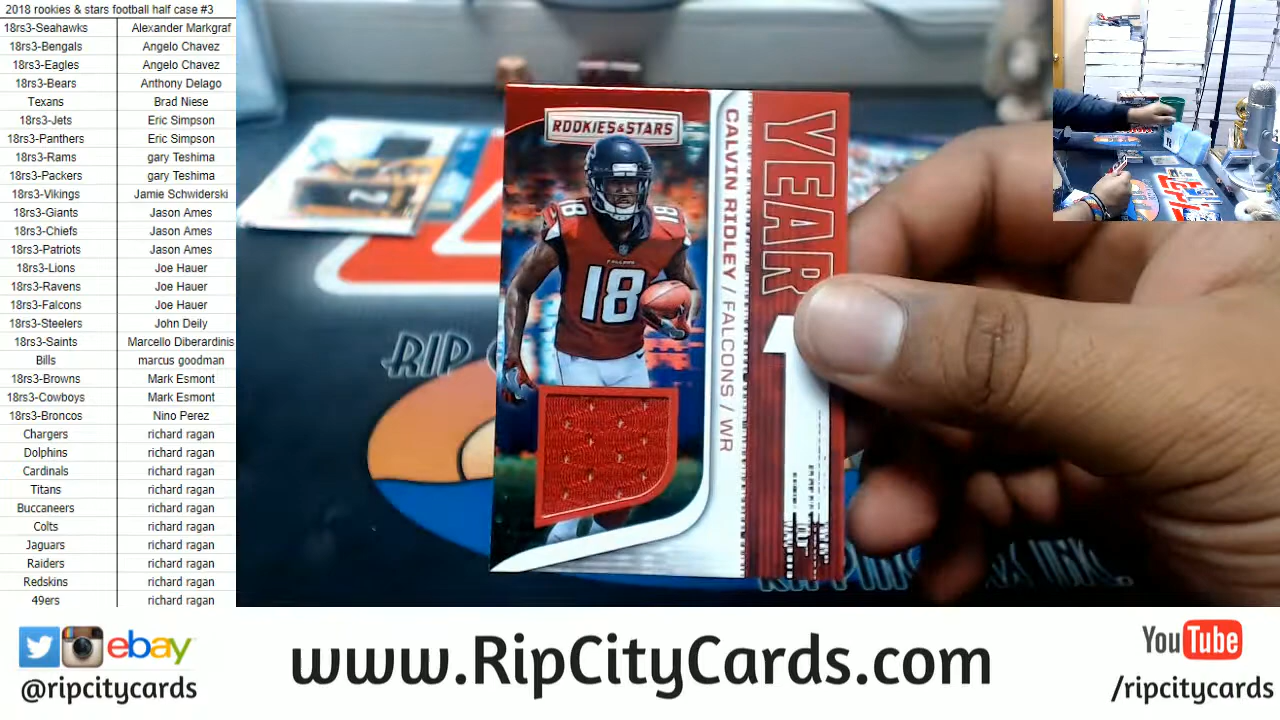 2018 rookies & stars football half case #3
18rs3-Seahawks Alexander Markgraf
18rs3-Bengals Angelo Chavez
18rs3-Eagles Angelo Chavez
18rs3-Bears Anthony Delago
Texans Brad Niese
18rs3-Jets Eric Simpson
18rs3-Panthers Eric Simpson
18rs3-Rams gary Teshima
18rs3-Packers gary Teshima
18rs3-Vikings Jamie Schwiderski
18rs3-Giants Jason Ames
18rs3-Chiefs Jason Ames
18rs3-Patriots Jason Ames
18rs3-Lions Joe Hauer
18rs3-Ravens Joe Hauer
18rs3-Falcons Joe Hauer
18rs3-Steelers John Deily
18rs3-Saints Marcello Diberardinis
Bills marcus goodman
18rs3-Browns Mark Esmont
18rs3-Cowboys Mark Esmont
18rs3-Broncos Nino Perez
Chargers richard ragan
Dolphins richard ragan
Cardinals richard ragan
Titans richard ragan
Buccaneers richard ragan
Colts richard ragan
Jaguars richard ragan
Raiders richard ragan
Redskins richard ragan
49ers richard ragan
ROOKIES & STARS
18 18
FALCONS
18
CALVIN RIDLEY / FALCONS / WR
YEAR 1
RIP
ebay
@ripcitycards
www.RipCityCards.com
YouTube
/ripcitycards